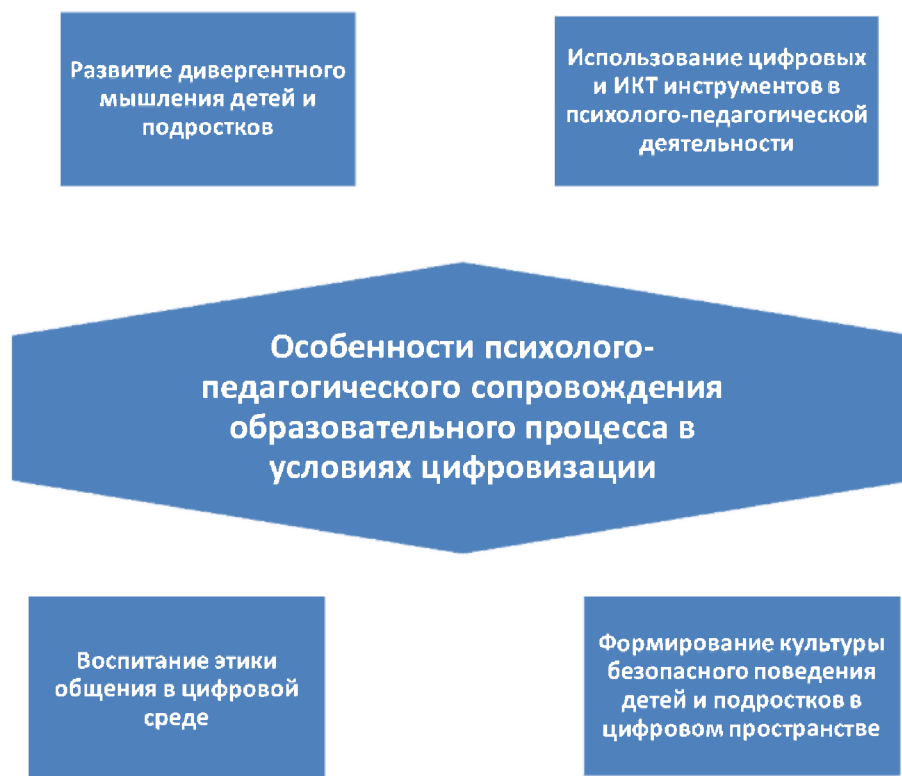 Развитие дивергентного
мышления детей и
подростков
Использование цифровых
и ИКТ инструментов в
психолого-педагогической
деятельности
Особенности психолого-
педагогического сопровождения
образовательного процесса в
условиях цифровизации
Воспитание этики
общения в цифровой
среде
Формирование культуры
безопасного поведения
детей и подростков в
цифровом пространстве